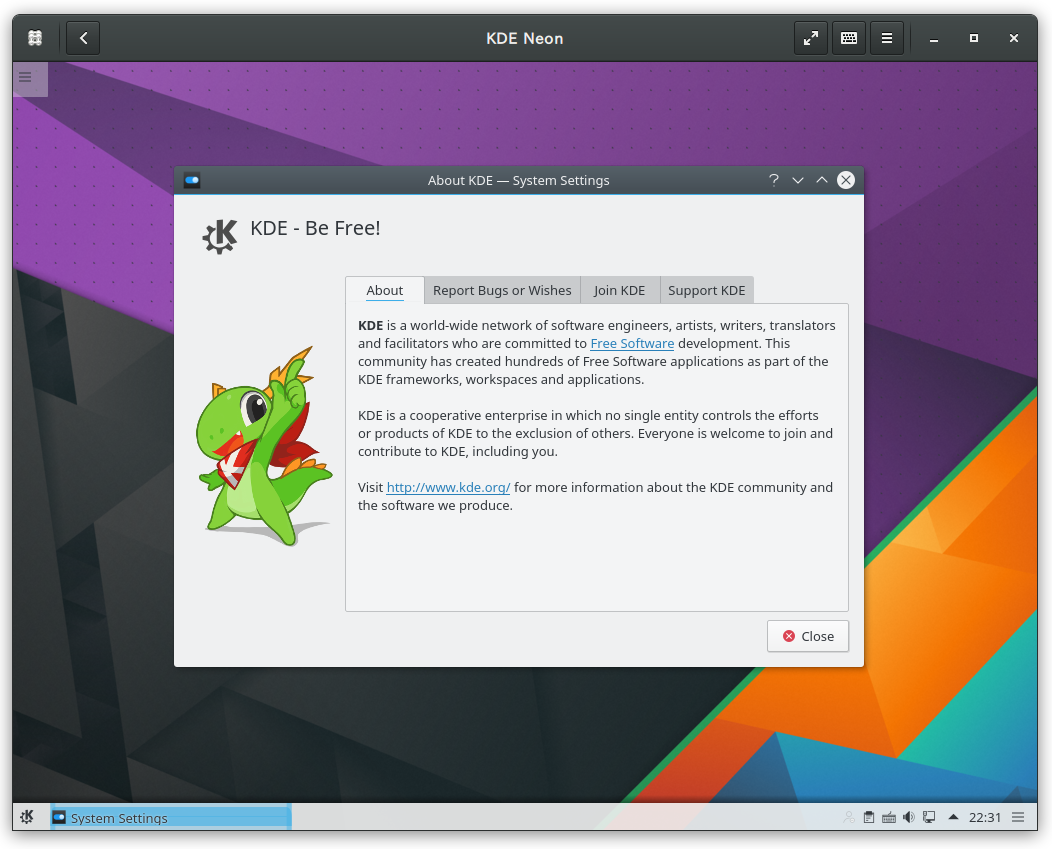 KDE Neon
About KDE — System Settings
KDE - Be Free!
About Report Bugs or Wishes Join KDE Support KDE
KDE is a world-wide network of software engineers, artists, writers, translators
and facilitators who are committed to Free Software development. This
community has created hundreds of Free Software applications as part of the
KDE frameworks, workspaces and applications.
KDE is a cooperative enterprise in which no single entity controls the efforts
or products of KDE to the exclusion of others. Everyone is welcome to join and
contribute to KDE, including you.
Visit http://www.kde.org/ for more information about the KDE community and
the software we produce.
Close
System Settings 22:31